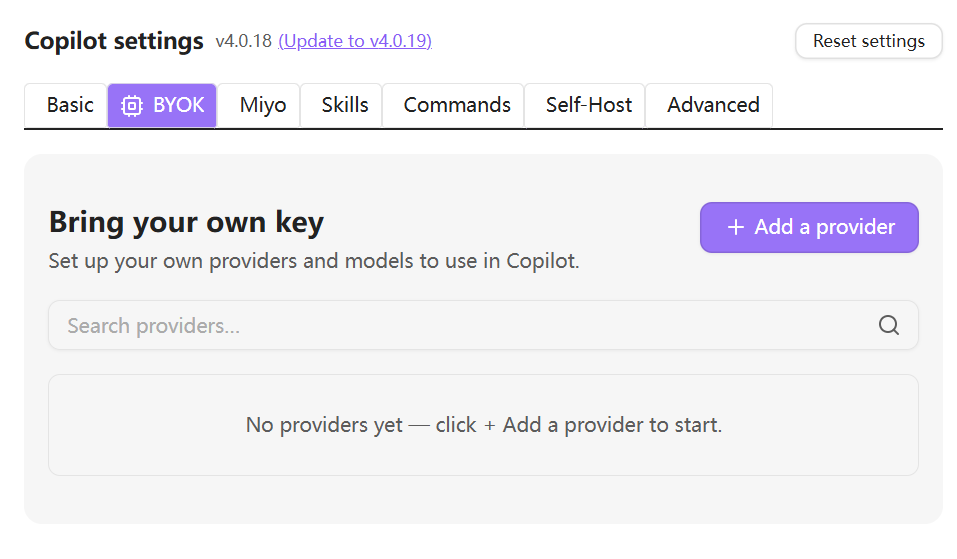 Copilot settings v4.0.18 (Update to v4.0.19) Reset settings
Basic BYOK Miyo Skills Commands Self-Host Advanced
Bring your own key
+ Add a provider
Set up your own providers and models to use in Copilot.
Search providers...
No providers yet — click + Add a provider to start.